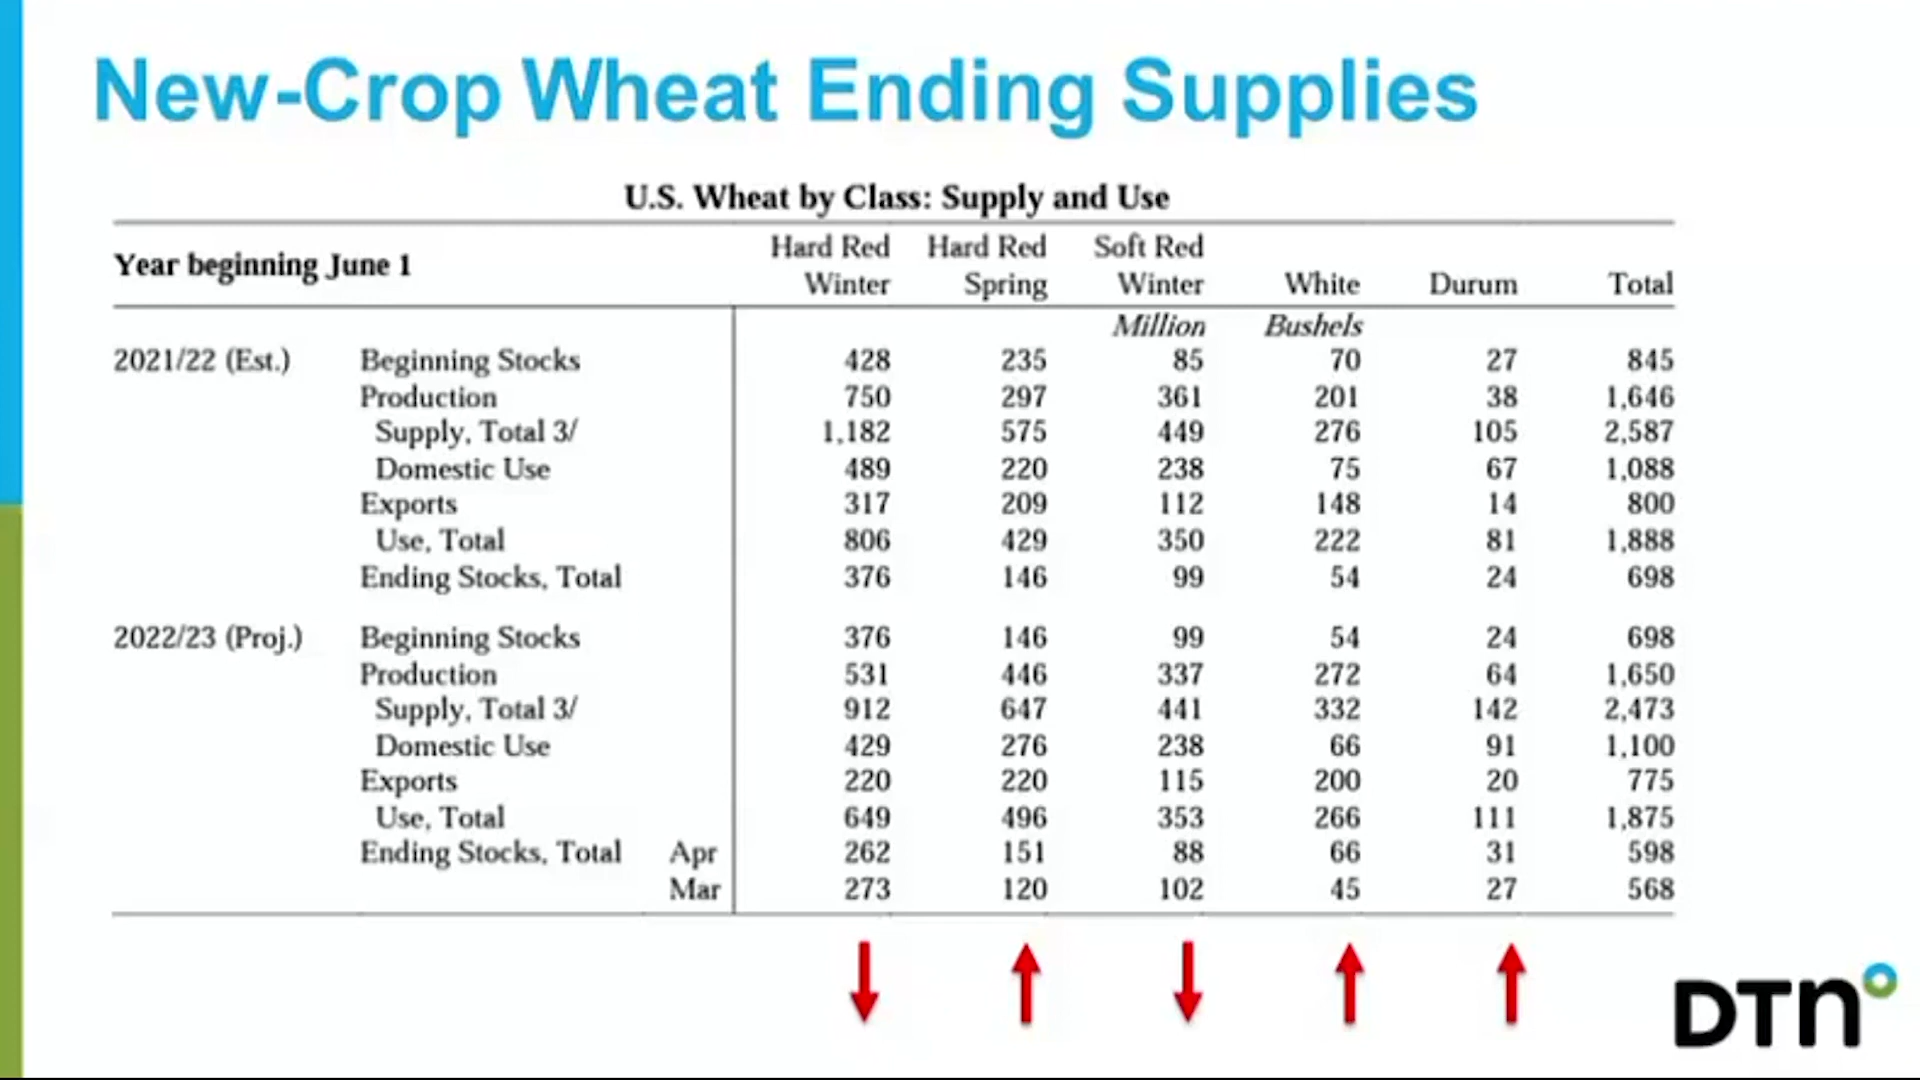 New-Crop Wheat Ending Supplies
U.S. Wheat by Class: Supply and Use
Year beginning June 1 Hard Red Winter Hard Red Spring Soft Red Winter White Durum Total
Million Bushels
2021/22 (Est.) Beginning Stocks 428 235 85 70 27 845
Production 750 297 361 201 38 1,646
Supply, Total 3/ 1,182 575 449 276 105 2,587
Domestic Use 489 220 238 75 67 1,088
Exports 317 209 112 148 14 800
Use, Total 806 429 350 222 81 1,888
Ending Stocks, Total 376 146 99 54 24 698
2022/23 (Proj.) Beginning Stocks 376 146 99 54 24 698
Production 531 446 337 272 64 1,650
Supply, Total 3/ 912 647 441 332 142 2,473
Domestic Use 429 276 238 66 91 1,100
Exports 220 220 115 200 20 775
Use, Total 649 496 353 266 111 1,875
Ending Stocks, Total Apr 262 151 88 66 31 598
Mar 273 120 102 45 27 568
DTN